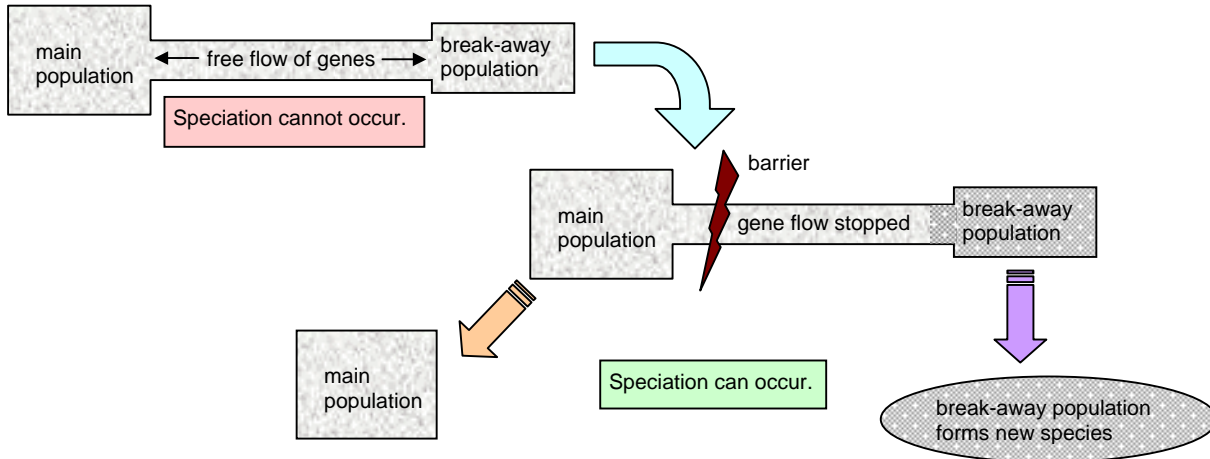 main
population
free flow of genes
break-away
population
Speciation cannot occur.
barrier
main
population
gene flow stopped
break-away
population
main
population
Speciation can occur.
break-away population
forms new species